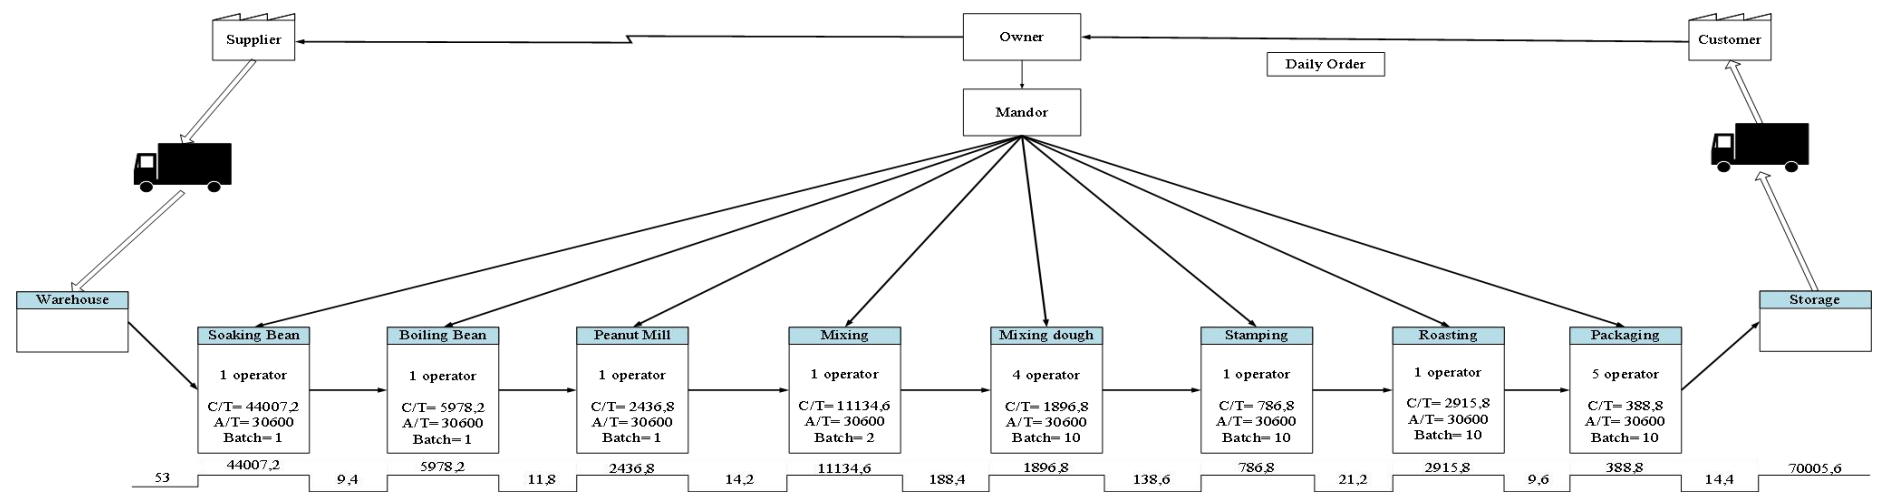 Supplier
Owner
Customer
Daily Order
Mandor
Warehouse
Storage
Soaking Bean
1 operator
C/T= 44007,2
A/T= 30600
Batch= 1
Boiling Bean
1 operator
C/T= 5978,2
A/T= 30600
Batch= 1
Peanut Mill
1 operator
C/T= 2436,8
A/T= 30600
Batch= 1
Mixing
1 operator
C/T= 11134,6
A/T= 30600
Batch= 2
Mixing dough
4 operator
C/T= 1896,8
A/T= 30600
Batch= 10
Stamping
1 operator
C/T= 786,8
A/T= 30600
Batch= 10
Roasting
1 operator
C/T= 2915,8
A/T= 30600
Batch= 10
Packaging
5 operator
C/T= 388,8
A/T= 30600
Batch= 10
53
44007,2
9,4
5978,2
11,8
2436,8
14,2
11134,6
188,4
1896,8
138,6
786,8
21,2
2915,8
9,6
388,8
14,4
70005,6